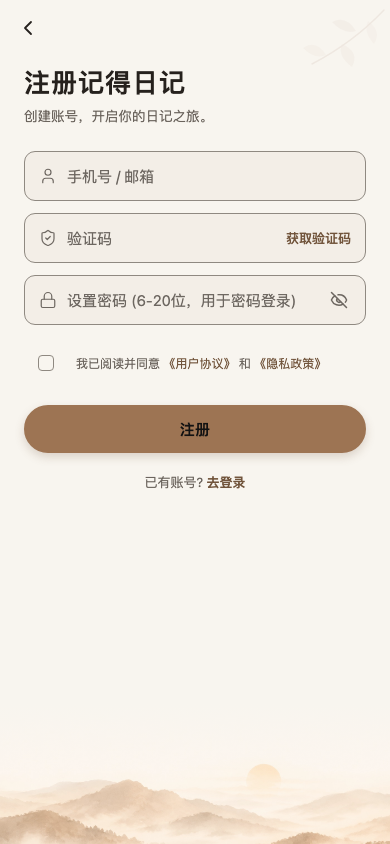 注册记得日记
创建账号，开启你的日记之旅。
手机号 / 邮箱
验证码 获取验证码
设置密码 (6-20位，用于密码登录)
我已阅读并同意 《用户协议》 和 《隐私政策》
注册
已有账号? 去登录